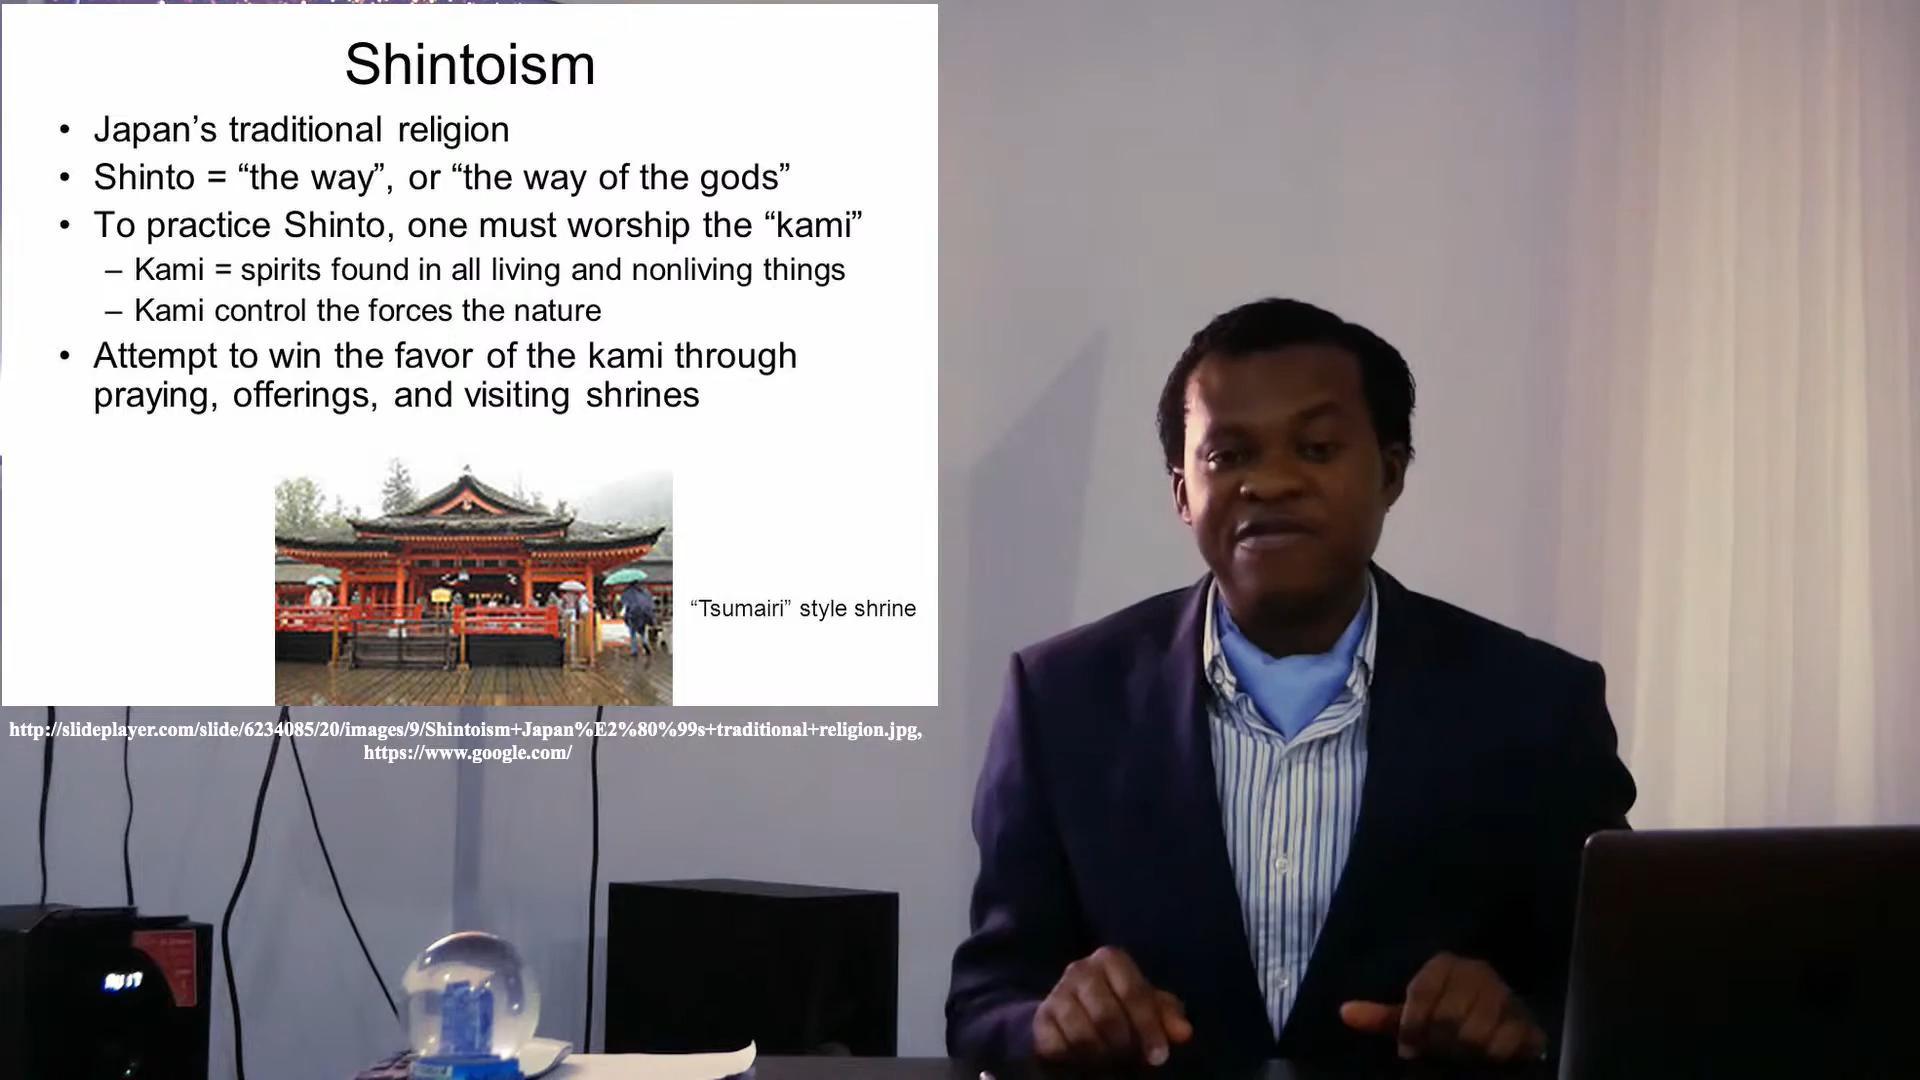 Shintoism
• Japan’s traditional religion
• Shinto = “the way”, or “the way of the gods”
• To practice Shinto, one must worship the “kami”
– Kami = spirits found in all living and nonliving things
– Kami control the forces the nature
• Attempt to win the favor of the kami through
praying, offerings, and visiting shrines
“Tsumairi” style shrine
http://slideplayer.com/slide/6234085/20/images/9/Shintoism+Japan%E2%80%99s+traditional+religion.jpg,
https://www.google.com/